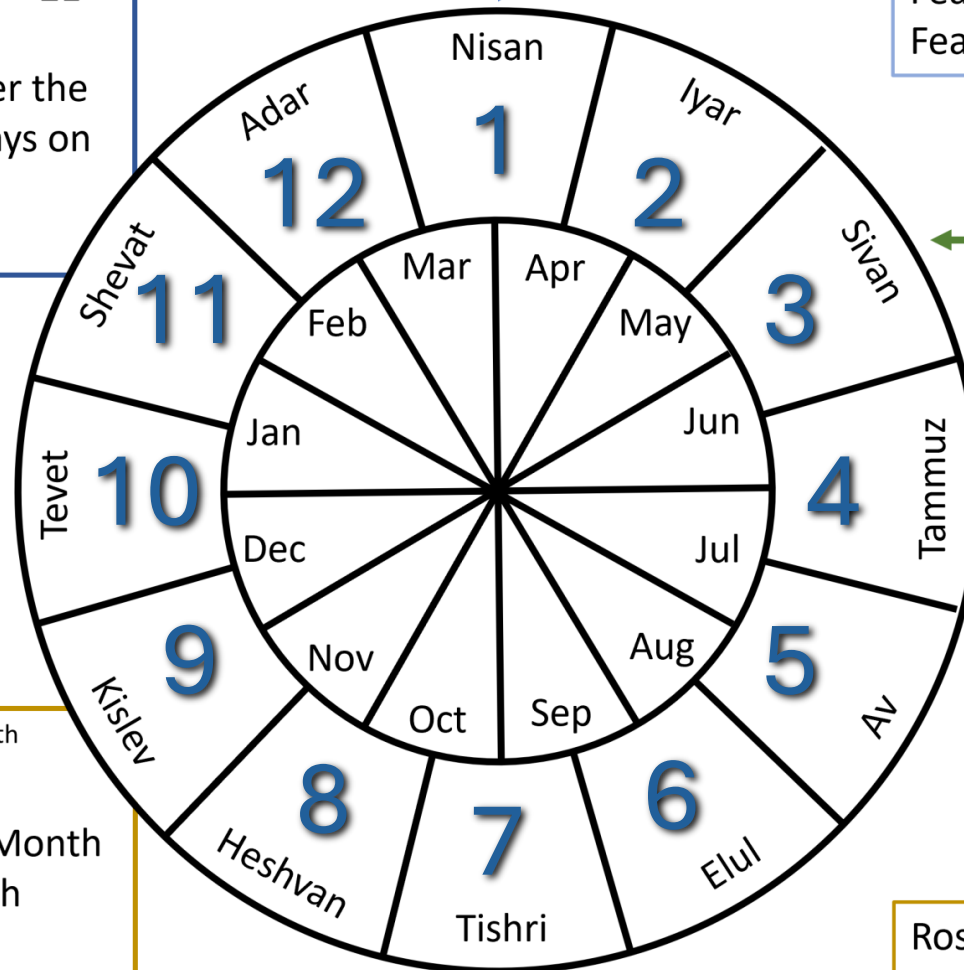 Fea
er the
ays on
Nisan
1
Iyar
2
Sivan
3
Tammuz
4
Av
5
Elul
6
Tishri
7
Heshvan
8
Kislev
9
Tevet
10
Shevat
11
Adar
12
Jan
Feb
Mar
Apr
May
Jun
Jul
Aug
Sep
Oct
Nov
Dec
th
Month
h
Ros